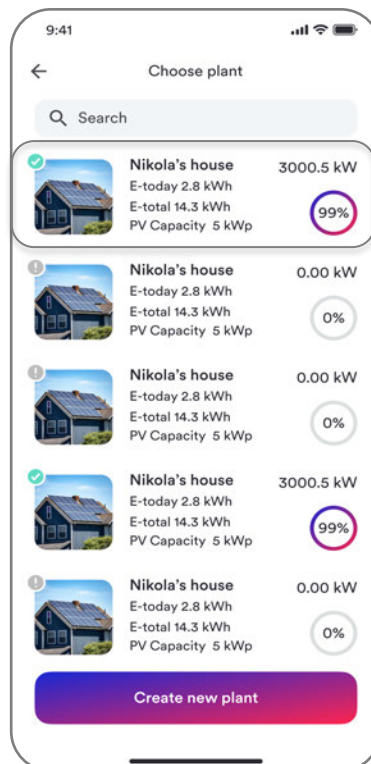 9:41
Choose plant
Search
Nikola's house
3000.5 kW
E-today 2.8 kWh
E-total 14.3 kWh
99%
PV Capacity 5 kWp
Nikola's house
0.00 kW
E-today 2.8 kWh
E-total 14.3 kWh
0%
PV Capacity 5 kWp
Nikola's house
0.00 kW
E-today 2.8 kWh
E-total 14.3 kWh
0%
PV Capacity 5 kWp
Nikola's house
3000.5 kW
E-today 2.8 kWh
E-total 14.3 kWh
99%
PV Capacity 5 kWp
Nikola's house
0.00 kW
E-today 2.8 kWh
E-total 14.3 kWh
0%
PV Capacity 5 kWp
Create new plant